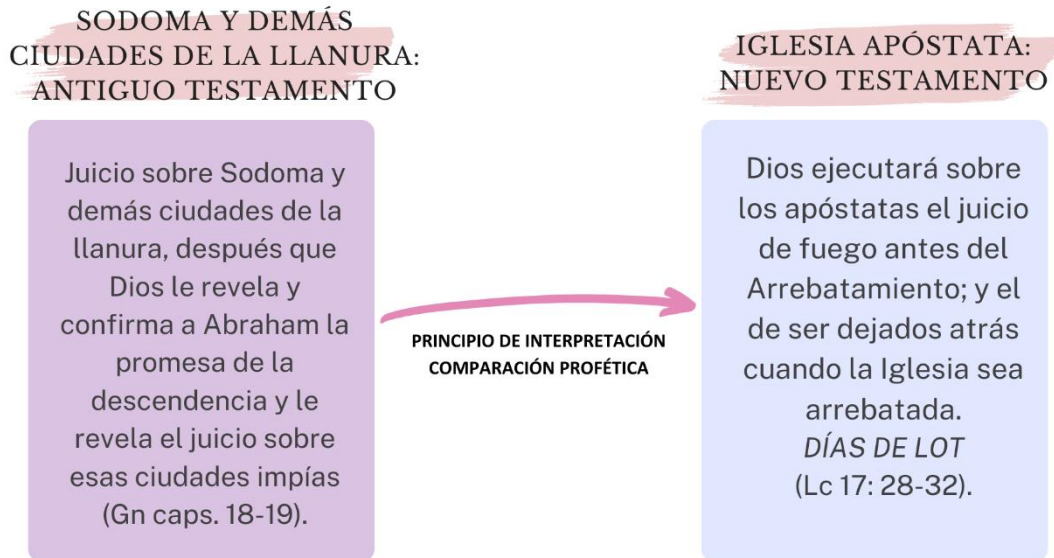 SODOMA Y DEMÁS
CIUDADES DE LA LLANURA:
ANTIGUO TESTAMENTO
Juicio sobre Sodoma y
demás ciudades de la
llanura, después que
Dios le revela y
confirma a Abraham la
promesa de la
descendencia y le
revela el juicio sobre
esas ciudades impías
(Gn caps. 18-19).
PRINCIPIO DE INTERPRETACIÓN
COMPARACIÓN PROFÉTICA
IGLESIA APÓSTATA:
NUEVO TESTAMENTO
Dios ejecutará sobre
los apóstatas el juicio
de fuego antes del
Arrebatamiento; y el
de ser dejados atrás
cuando la Iglesia sea
arrebatada.
DÍAS DE LOT
(Lc 17: 28-32).